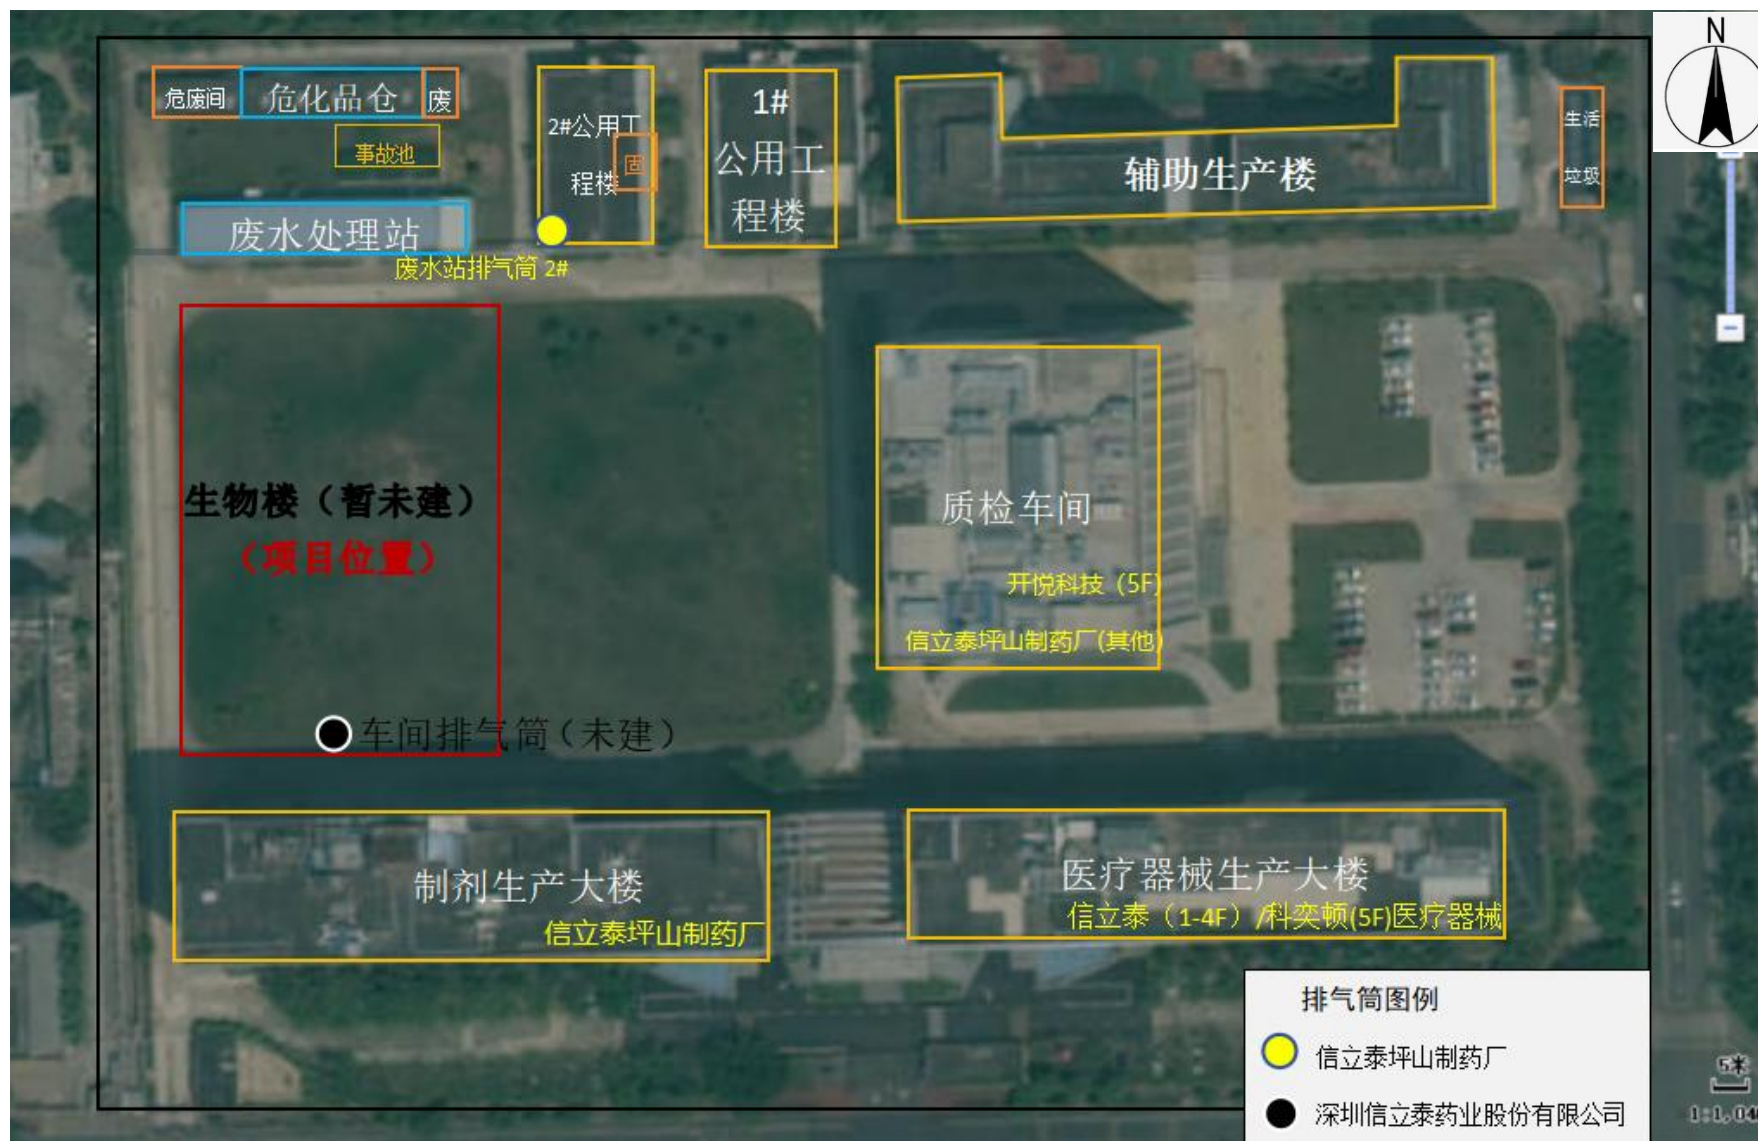 N
危废间
危化品仓
废
事故池
废水处理站
2#公用工
程楼
固
废水站排气筒 2#
1#
公用工
程楼
辅助生产楼
生活
垃圾
生物楼（暂未建）
（项目位置）
车间排气筒（未建）
质检车间
开悦科技（5F)
信立泰坪山制药厂(其他)
制剂生产大楼
信立泰坪山制药厂
医疗器械生产大楼
信立泰（1-4F）/科奕顿(5F)医疗器械
排气筒图例
信立泰坪山制药厂
深圳信立泰药业股份有限公司
5米